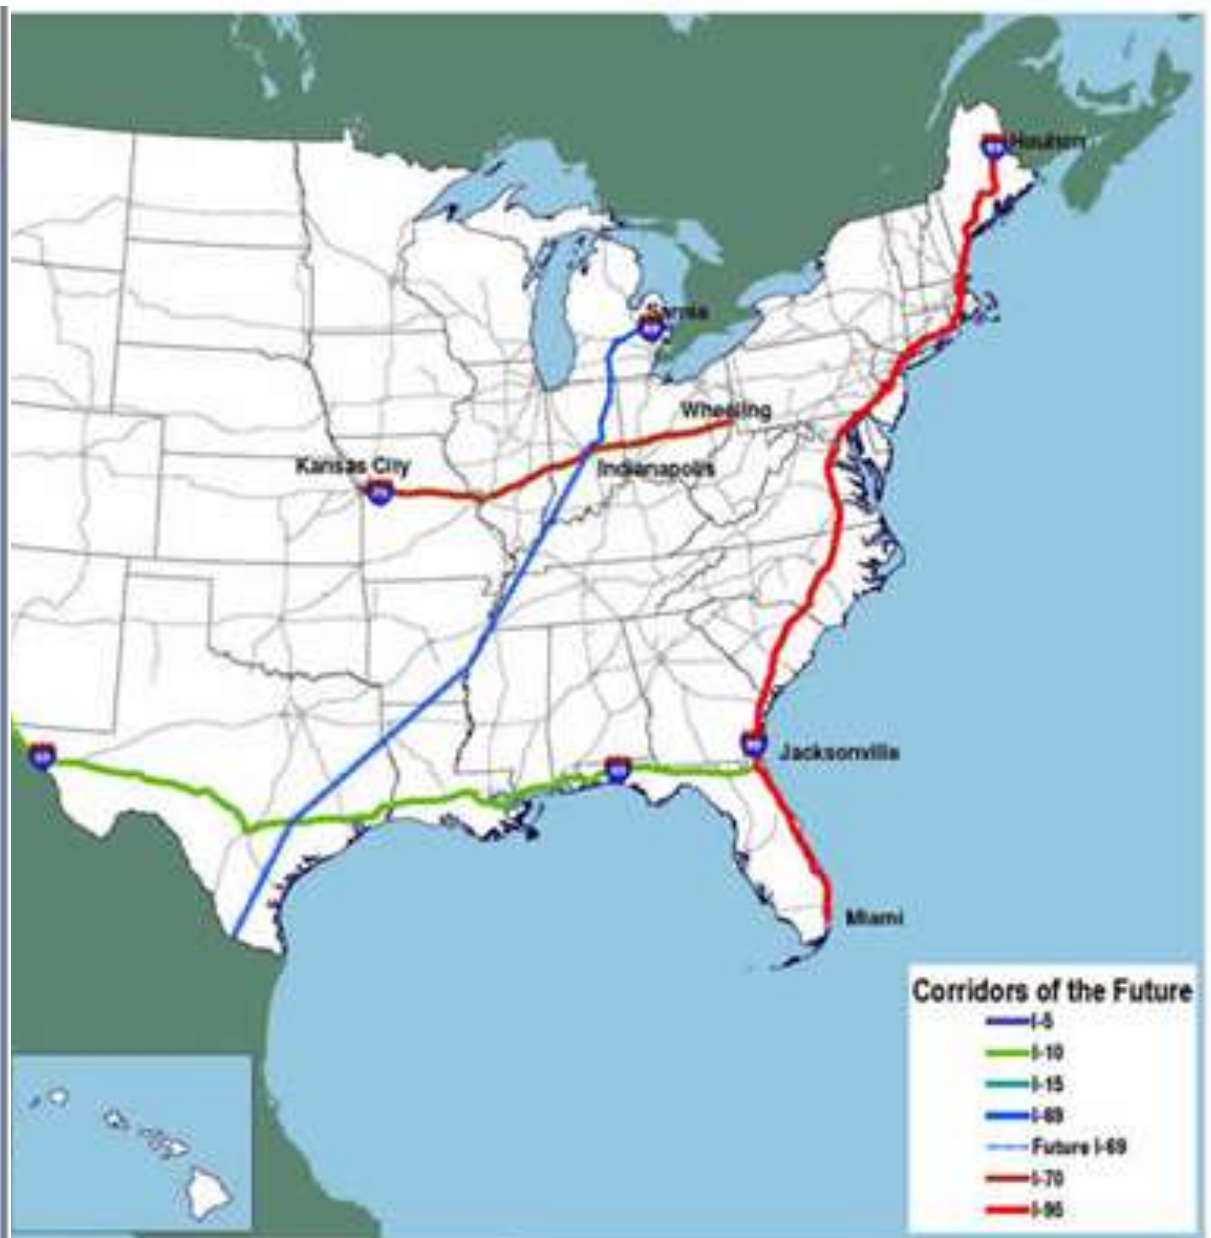 Houlton
Sarnia
Wheeling
Kansas City
Indianapolis
Jacksonville
Miami
Corridors of the Future
I-5
I-10
I-15
I-69
Future I-69
I-70
I-95